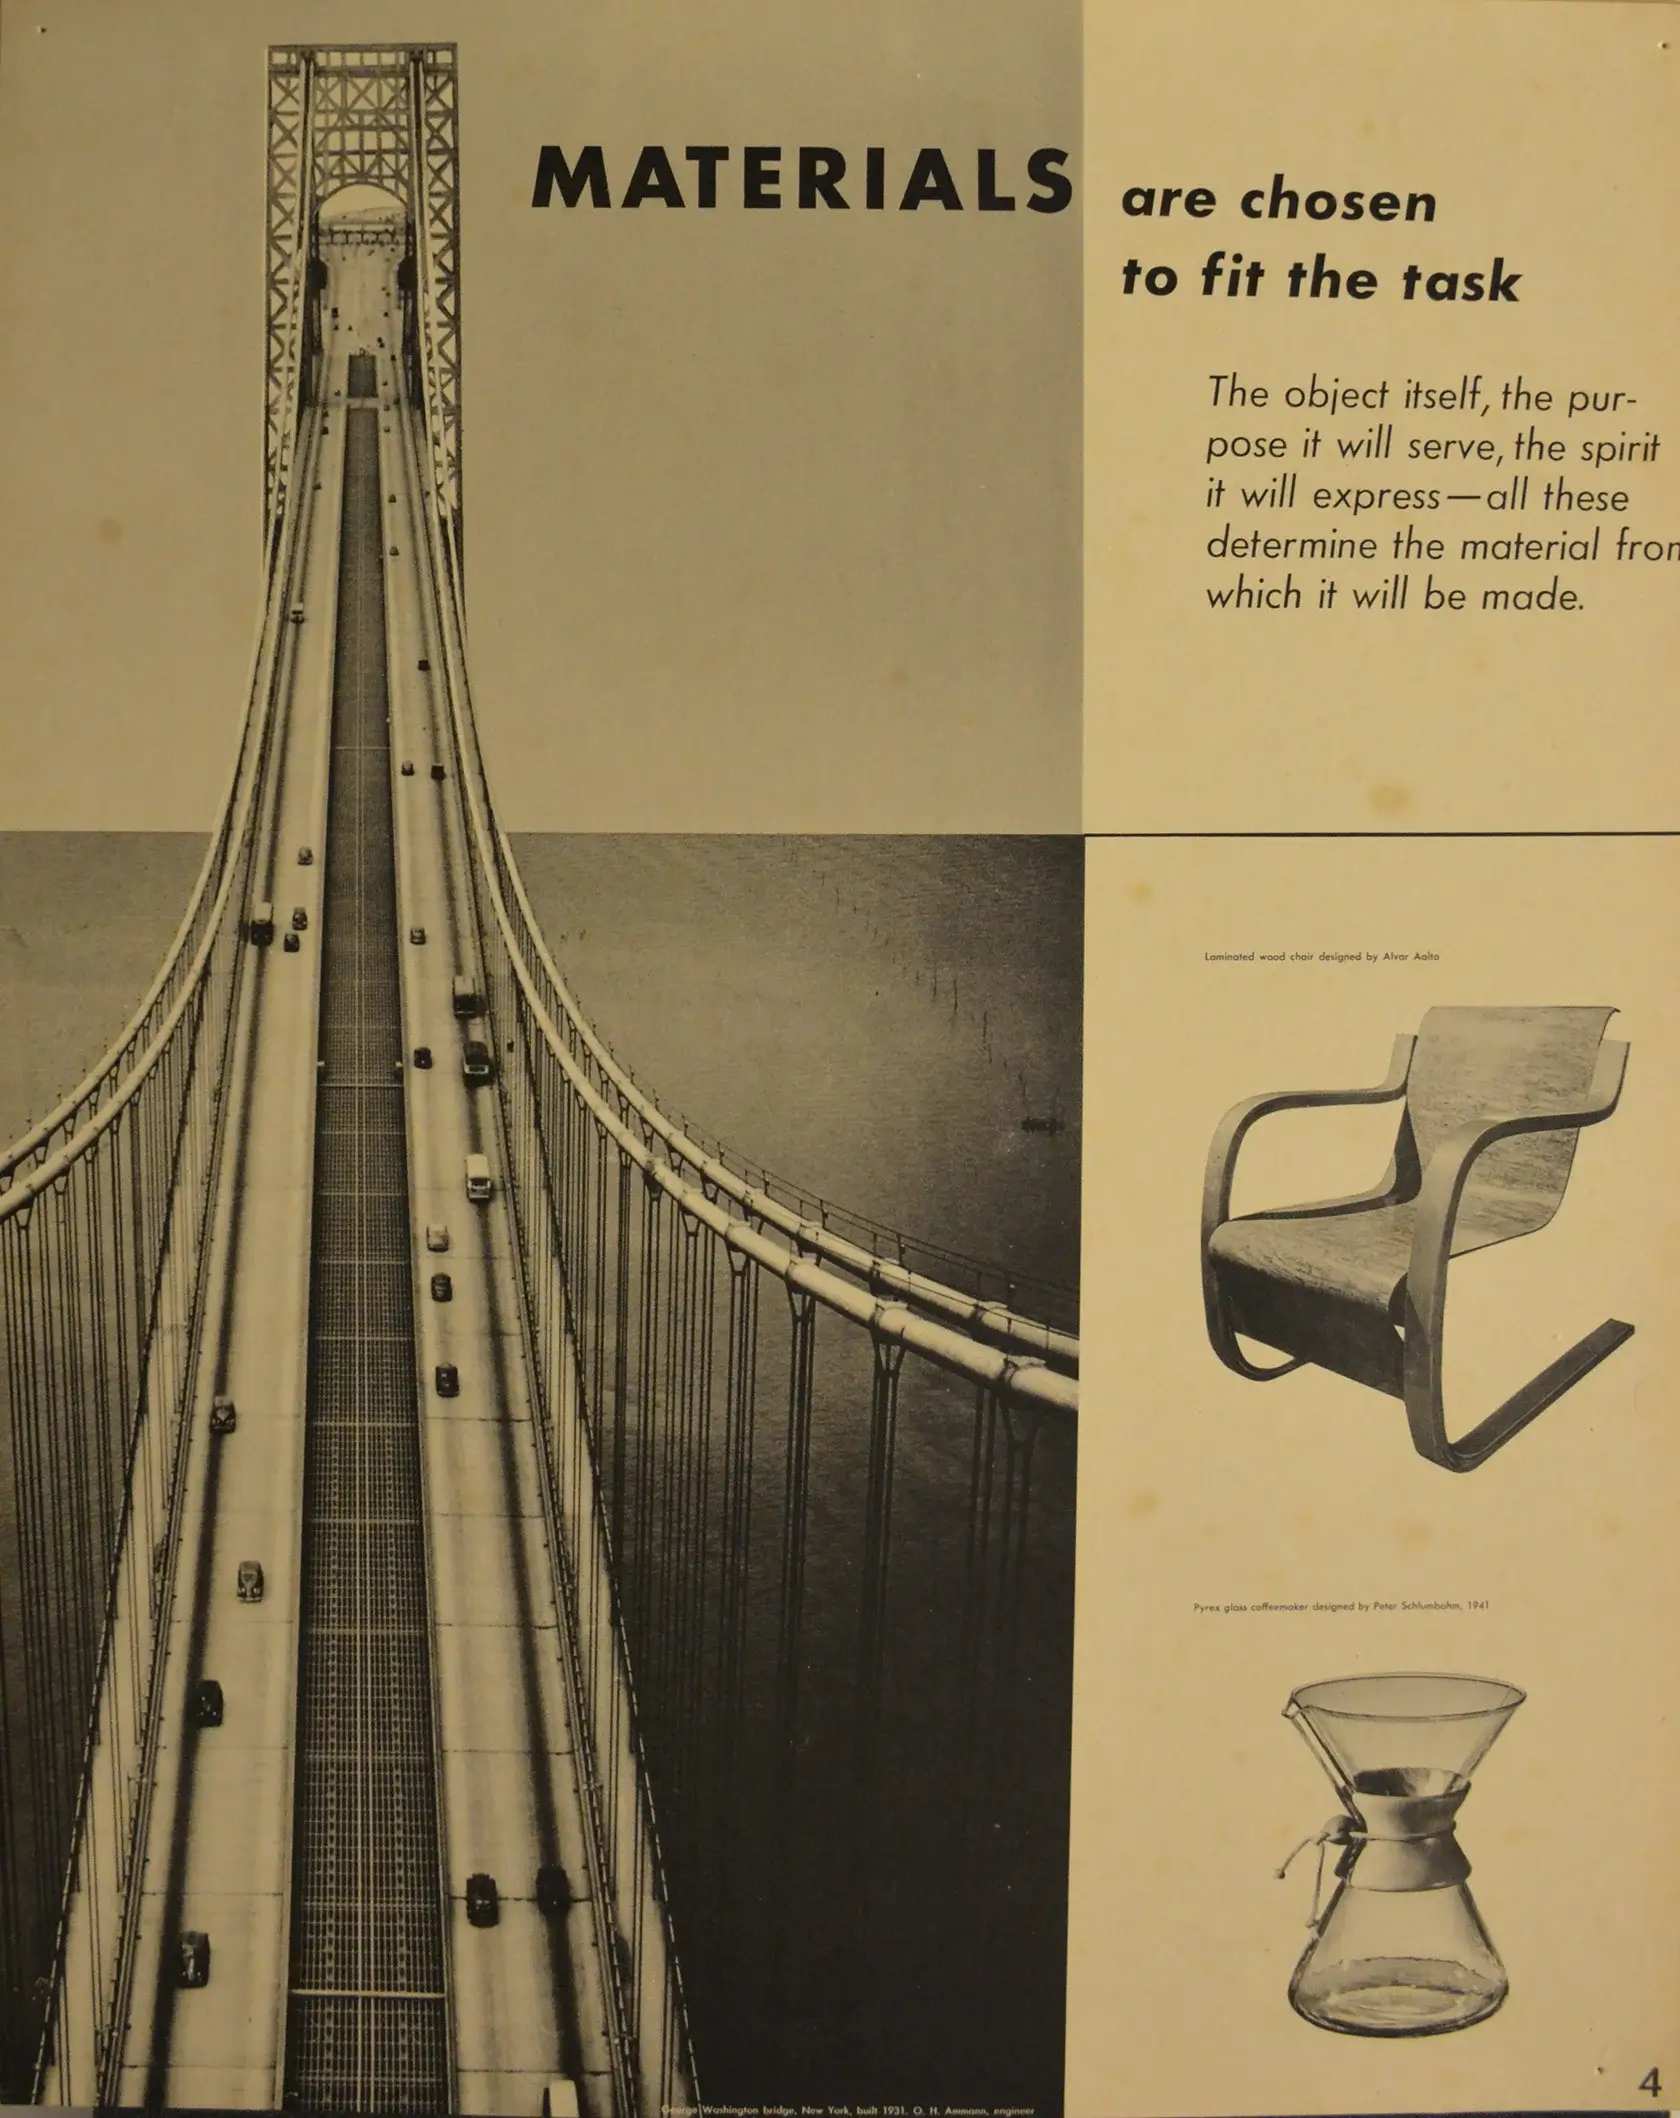 MATERIALS are chosen
to fit the task
The object itself, the pur-
pose it will serve, the spirit
it will express—all these
determine the material from
which it will be made.
Laminated wood chair designed by Alvar Aalto
Pyrex glass coffeemaker designed by Peter Schlumbohm, 1941
George Washington bridge, New York, built 1931. O. H. Ammann, engineer
4